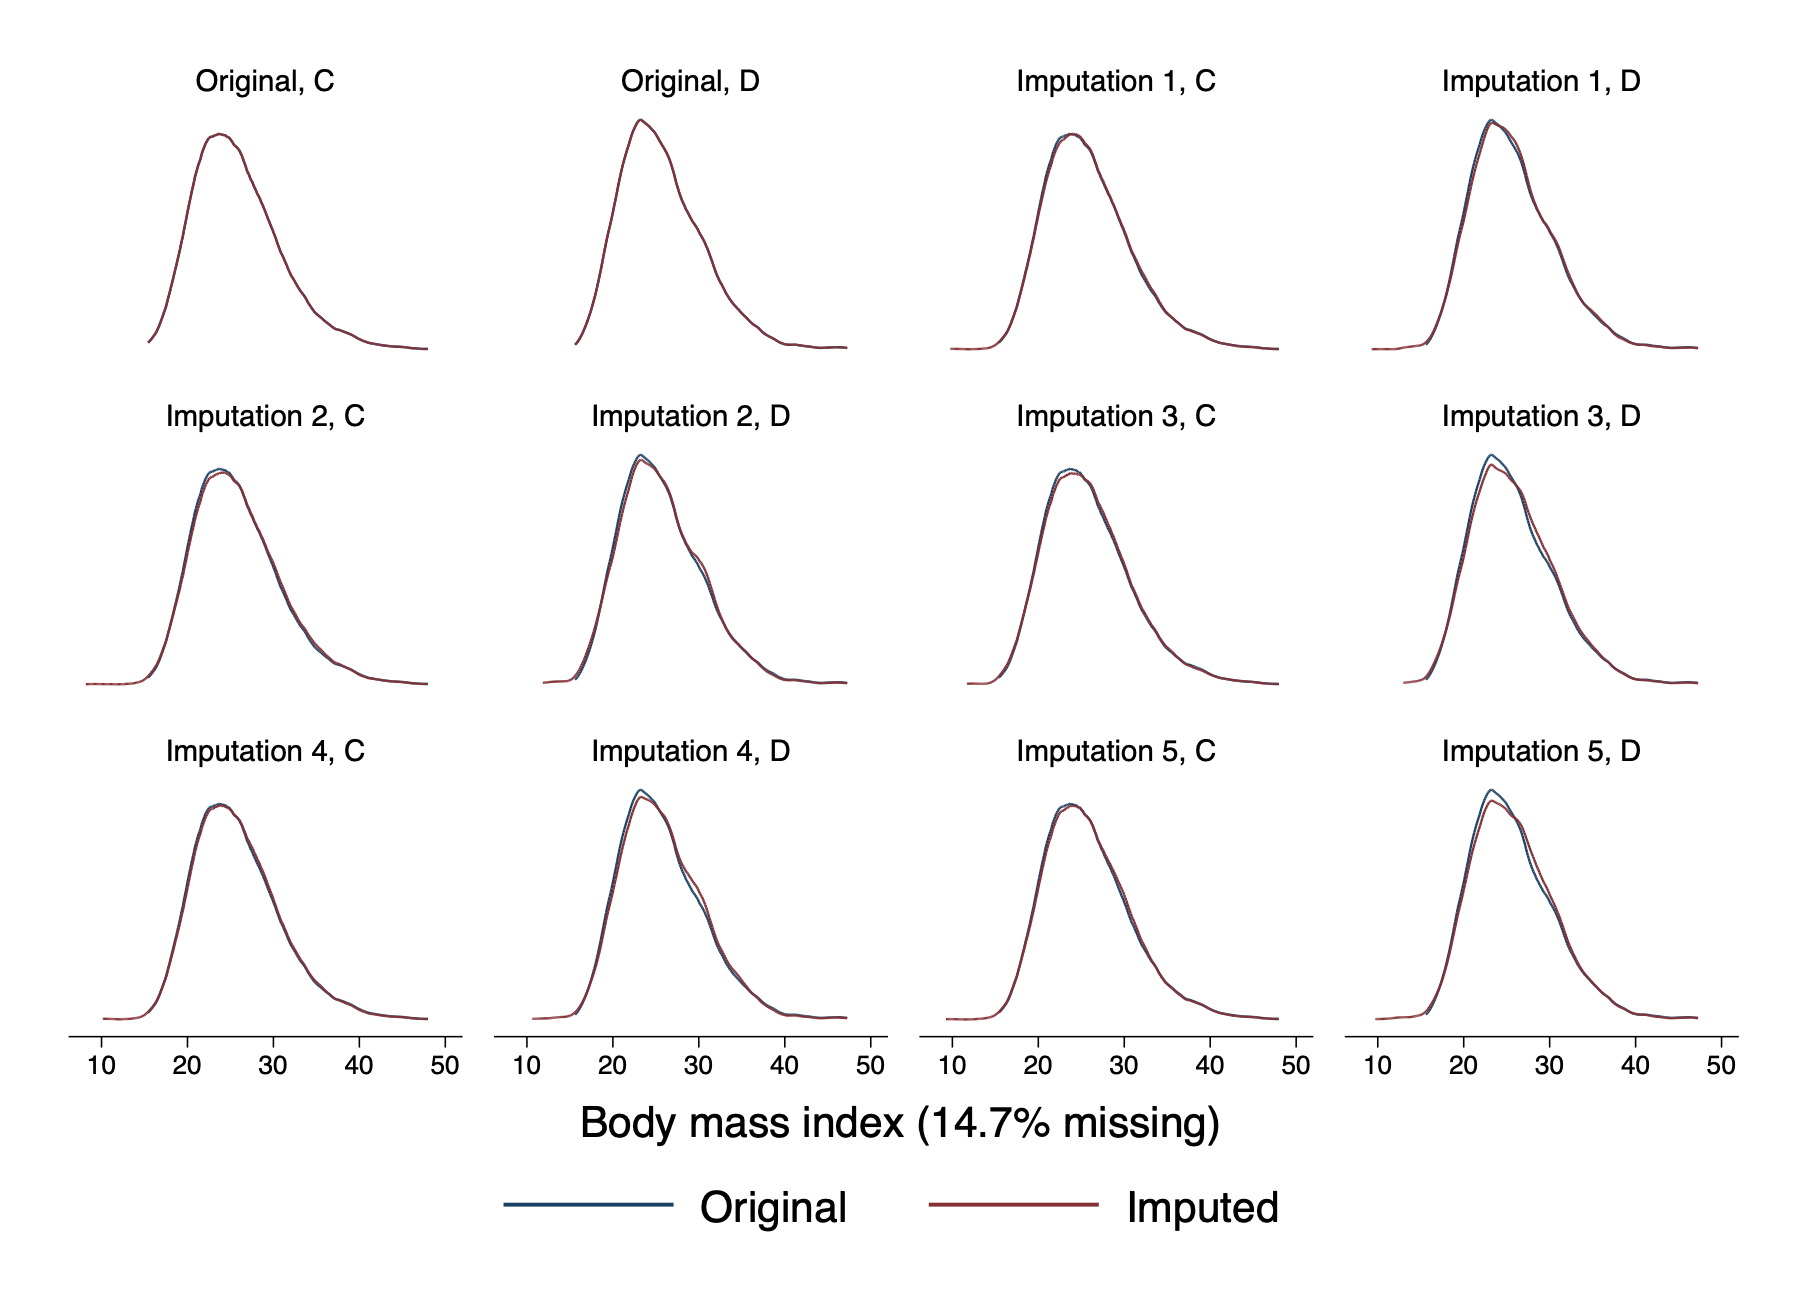 Original, C
Original, D
Imputation 1, C
Imputation 1, D
Imputation 2, C
Imputation 2, D
Imputation 3, C
Imputation 3, D
Imputation 4, C
Imputation 4, D
Imputation 5, C
Imputation 5, D
10 20 30 40 50
10 20 30 40 50
10 20 30 40 50
10 20 30 40 50
Body mass index (14.7% missing)
Original
Imputed